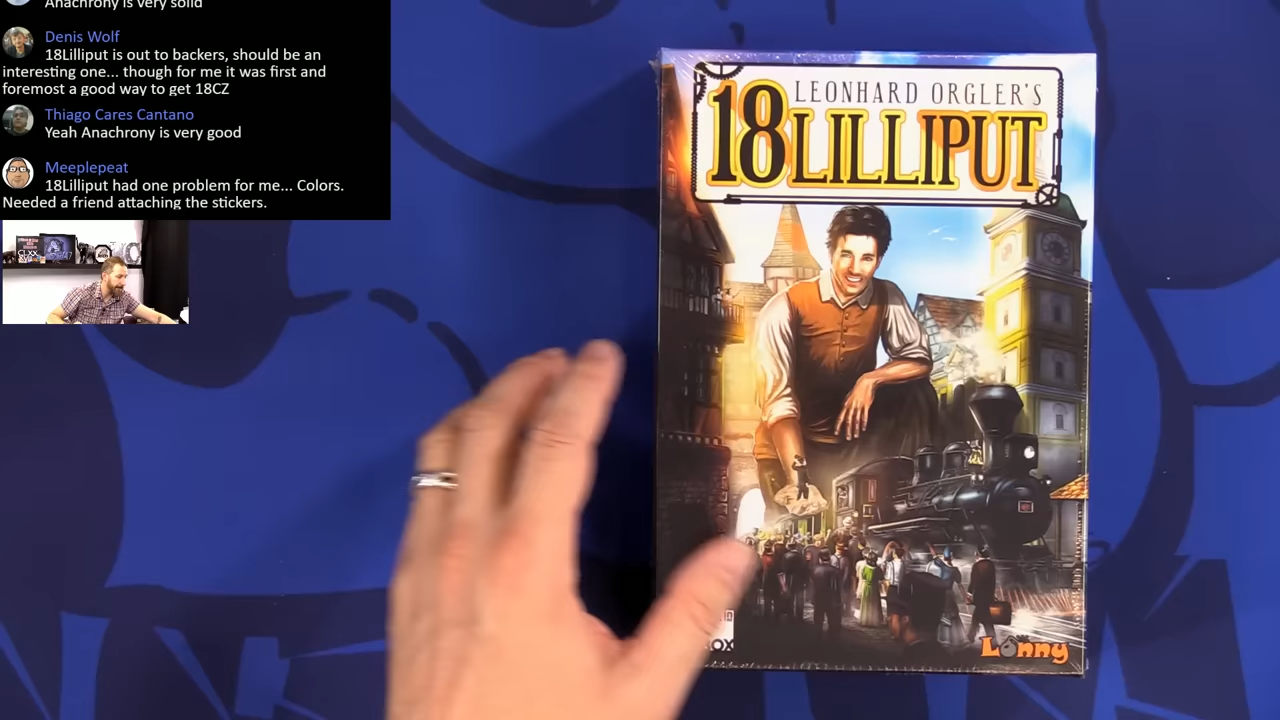 Anachrony is very solid
Denis Wolf
18Lilliput is out to backers, should be an
interesting one... though for me it was first and
foremost a good way to get 18CZ
Thiago Cares Cantano
Yeah Anachrony is very good
Meeplepeat
18Lilliput had one problem for me... Colors.
Needed a friend attaching the stickers.
LEONHARD ORGLER'S
18LILLIPUT
Lonny